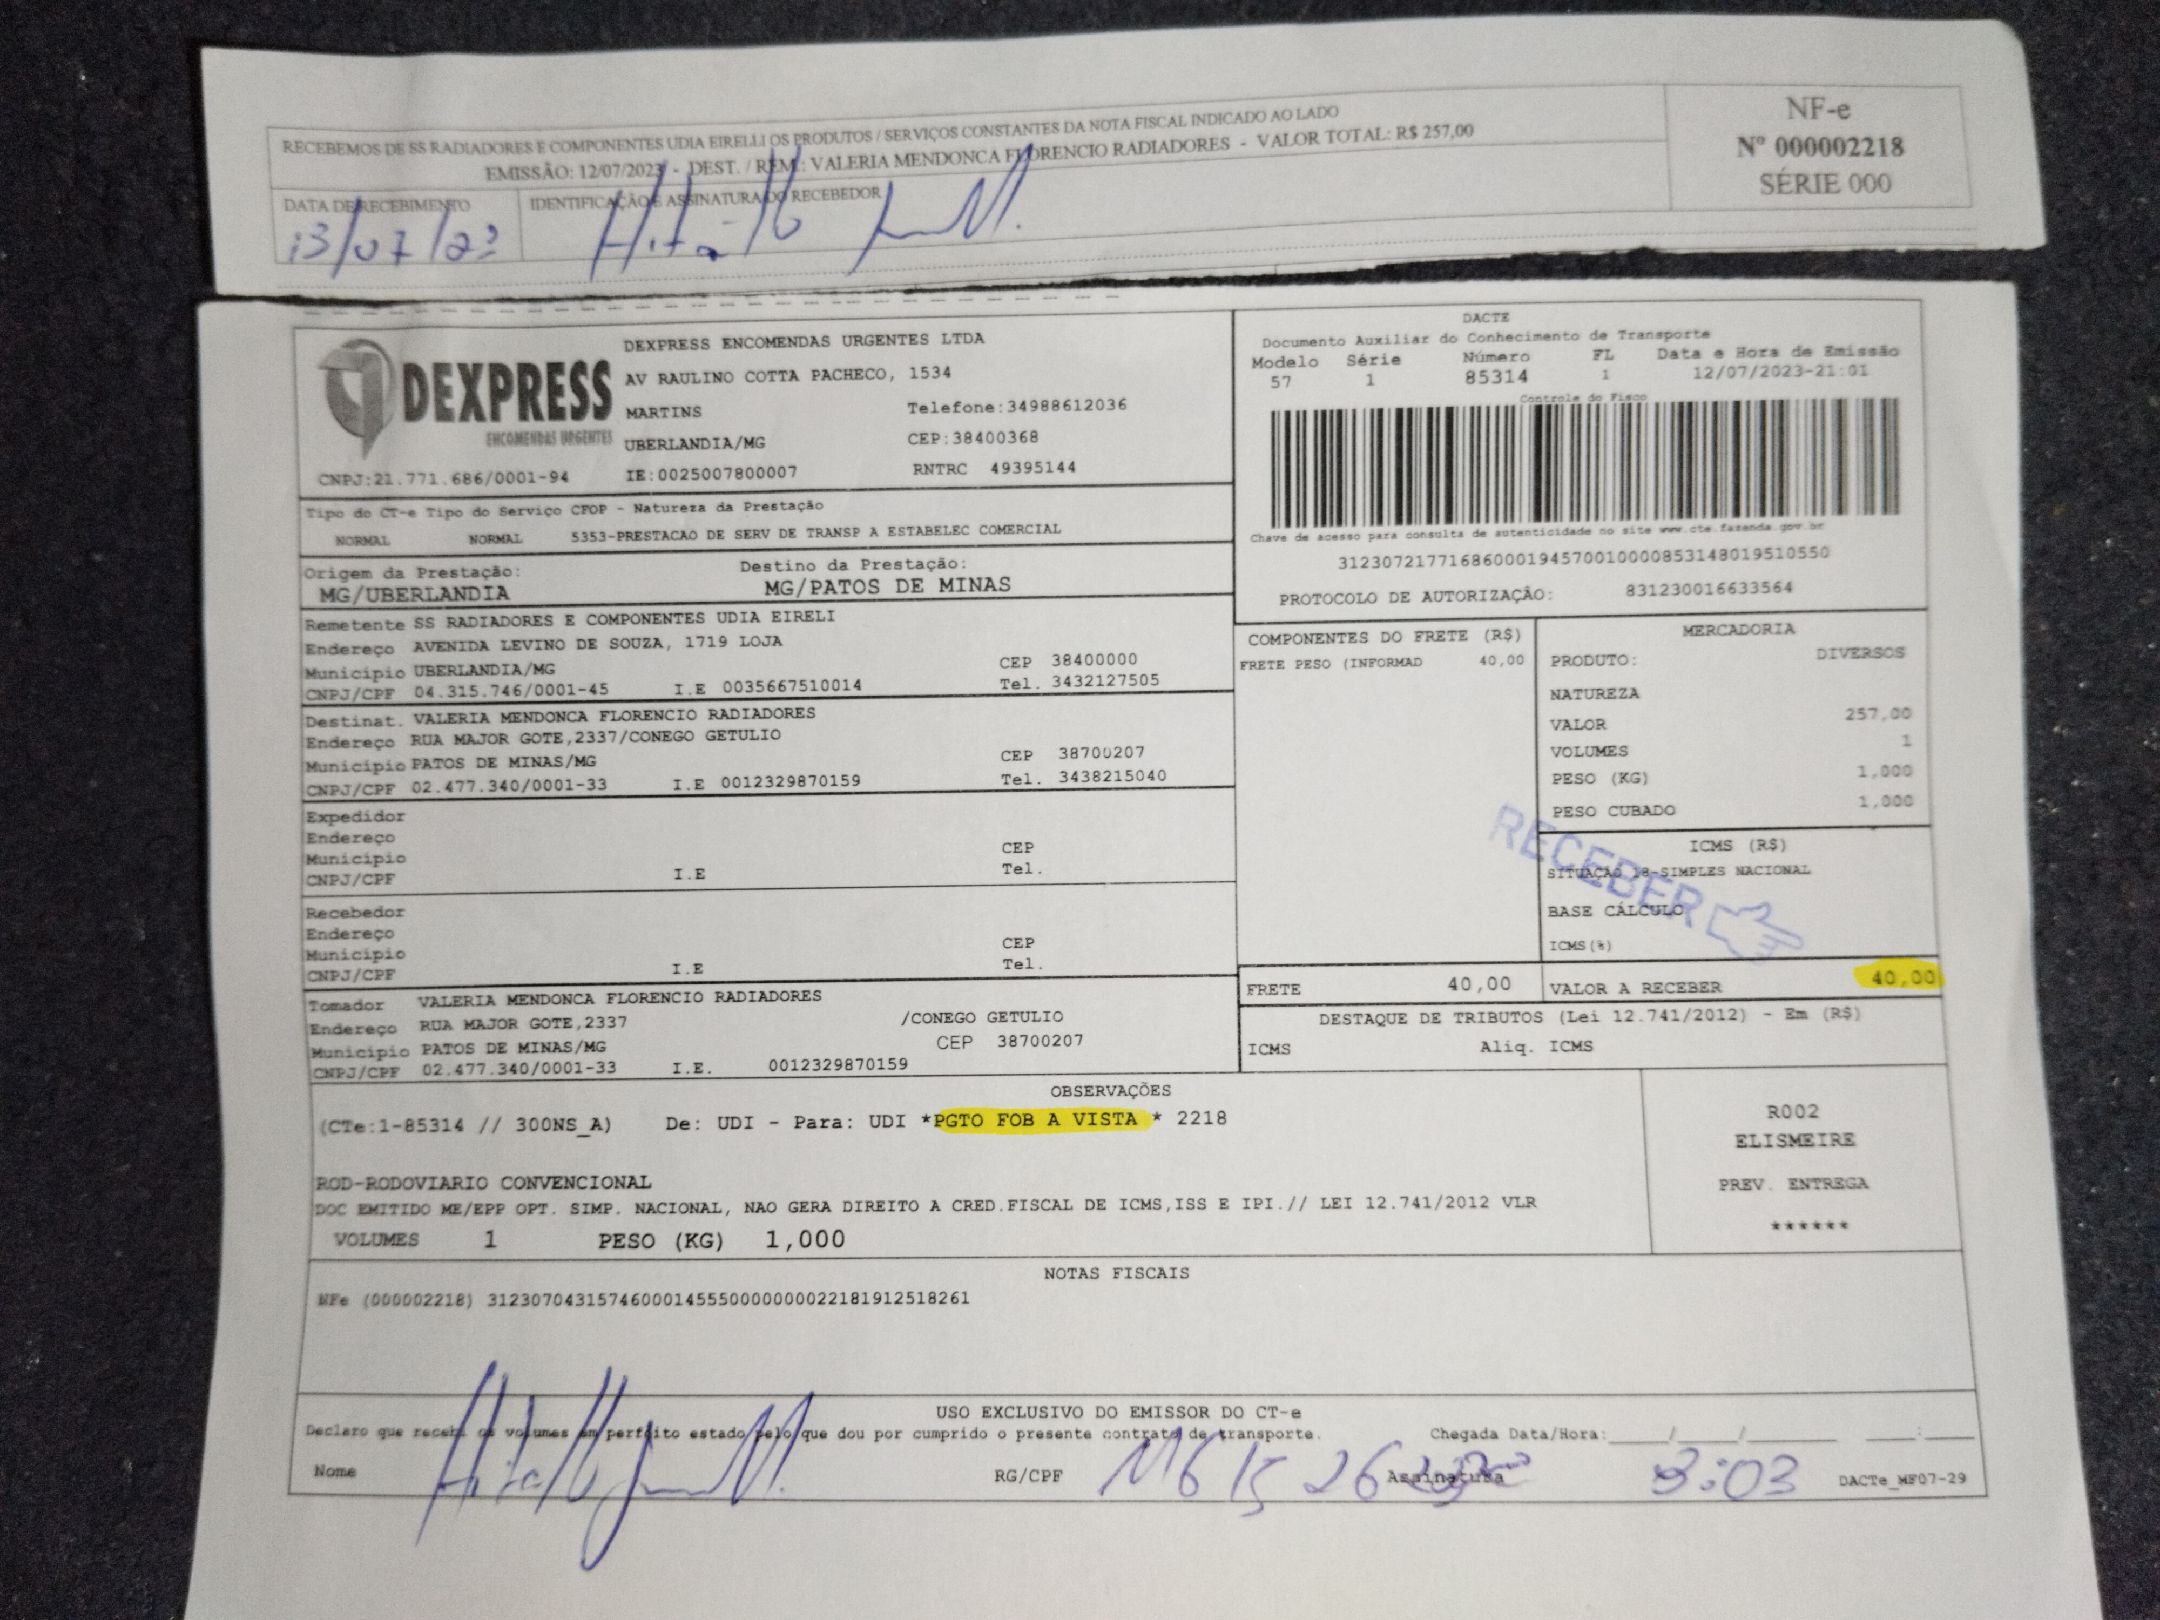 RECEBEMOS DE SS RADIADORES E COMPONENTES UDIA EIRELLI OS PRODUTOS / SERVIÇOS CONSTANTES DA NOTA FISCAL INDICADO AO LADO
EMISSÃO: 12/07/2023 - DEST. / REM.: VALERIA MENDONCA FLORENCIO RADIADORES - VALOR TOTAL: R$ 257,00
DATA DE RECEBIMENTO
IDENTIFICAÇÃO E ASSINATURA DO RECEBEDOR
13/07/23
NF-e
Nº 000002218
SÉRIE 000
DEXPRESS
ENCOMENDAS URGENTES
DEXPRESS ENCOMENDAS URGENTES LTDA
AV RAULINO COTTA PACHECO, 1534
MARTINS Telefone:34988612036
UBERLANDIA/MG CEP:38400368
CNPJ:21.771.686/0001-94 IE:0025007800007 RNTRC 49395144
DACTE
Documento Auxiliar do Conhecimento de Transporte
Modelo Série Número FL Data e Hora de Emissão
57 1 85314 1 12/07/2023-21:01
Controle do Fisco
Chave de acesso para consulta de autenticidade no site www.cte.fazenda.gov.br
31230721771686000194570010000853148019510550
PROTOCOLO DE AUTORIZAÇÃO: 831230016633564
Tipo do CT-e Tipo do Serviço CFOP - Natureza da Prestação
NORMAL NORMAL 5353-PRESTACAO DE SERV DE TRANSP A ESTABELEC COMERCIAL
Origem da Prestação: Destino da Prestação:
MG/UBERLANDIA MG/PATOS DE MINAS
Remetente SS RADIADORES E COMPONENTES UDIA EIRELI
Endereço AVENIDA LEVINO DE SOUZA, 1719 LOJA
Município UBERLANDIA/MG CEP 38400000
CNPJ/CPF 04.315.746/0001-45 I.E 0035667510014 Tel. 3432127505
Destinat. VALERIA MENDONCA FLORENCIO RADIADORES
Endereço RUA MAJOR GOTE,2337/CONEGO GETULIO
Município PATOS DE MINAS/MG CEP 38700207
CNPJ/CPF 02.477.340/0001-33 I.E 0012329870159 Tel. 3438215040
Expedidor
Endereço
Município CEP
CNPJ/CPF I.E Tel.
Recebedor
Endereço
Município CEP
CNPJ/CPF I.E Tel.
Tomador VALERIA MENDONCA FLORENCIO RADIADORES
Endereço RUA MAJOR GOTE,2337 /CONEGO GETULIO
Município PATOS DE MINAS/MG CEP 38700207
CNPJ/CPF 02.477.340/0001-33 I.E. 0012329870159
COMPONENTES DO FRETE (R$)
FRETE PESO (INFORMAD 40,00
MERCADORIA
PRODUTO: DIVERSOS
NATUREZA
VALOR 257,00
VOLUMES 1
PESO (KG) 1,000
PESO CUBADO 1,000
RECEBER
ICMS (R$)
SITUAÇÃO 18-SIMPLES NACIONAL
BASE CÁLCULO
ICMS(%)
FRETE 40,00 VALOR A RECEBER 40,00
DESTAQUE DE TRIBUTOS (Lei 12.741/2012) - Em (R$)
ICMS Aliq. ICMS
OBSERVAÇÕES
(CTe:1-85314 // 300NS_A) De: UDI - Para: UDI *PGTO FOB A VISTA * 2218
ROD-RODOVIARIO CONVENCIONAL
DOC EMITIDO ME/EPP OPT. SIMP. NACIONAL, NAO GERA DIREITO A CRED.FISCAL DE ICMS,ISS E IPI.// LEI 12.741/2012 VLR
VOLUMES 1 PESO (KG) 1,000
R002
ELISMEIRE
PREV. ENTREGA
******
NOTAS FISCAIS
NFe (000002218) 31230704315746000145550000000022181912518261
USO EXCLUSIVO DO EMISSOR DO CT-e
Declaro que recebi os volumes em perfeito estado pelo que dou por cumprido o presente contrato de transporte. Chegada Data/Hora:____/____/____ ____:____
Nome RG/CPF Assinatura DACTe_MF07-29